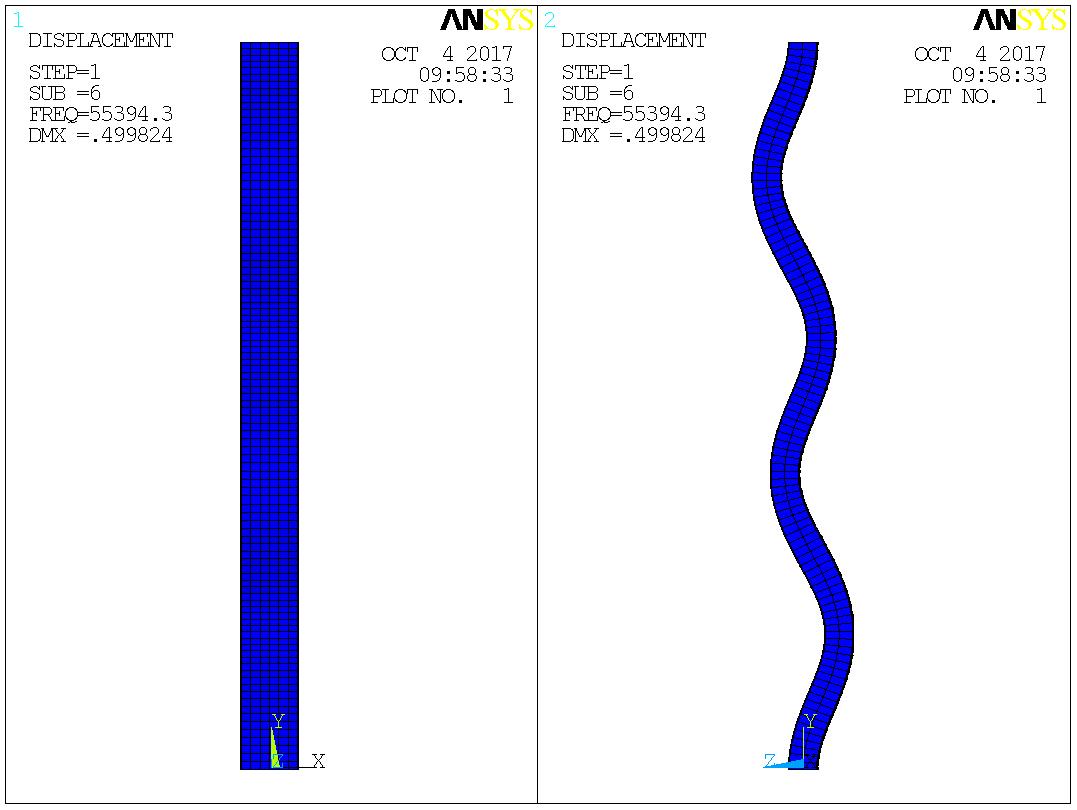 1
ANSYS
DISPLACEMENT
STEP=1
SUB =6
FREQ=55394.3
DMX =.499824
OCT 4 2017
09:58:33
PLOT NO. 1
Y
Z X
2
ANSYS
DISPLACEMENT
STEP=1
SUB =6
FREQ=55394.3
DMX =.499824
OCT 4 2017
09:58:33
PLOT NO. 1
Y
Z